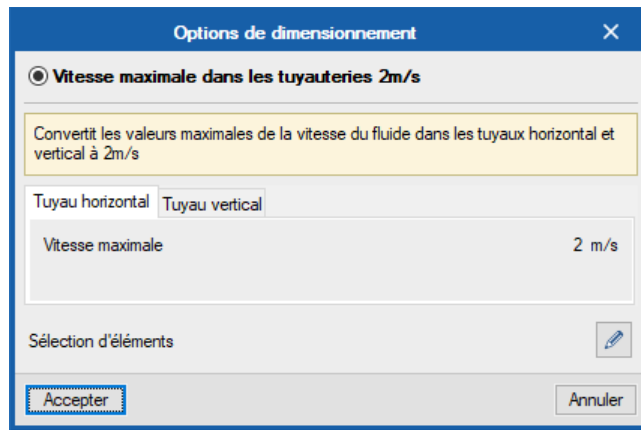 Options de dimensionnement
Vitesse maximale dans les tuyauteries 2m/s
Convertit les valeurs maximales de la vitesse du fluide dans les tuyaux horizontal et
vertical à 2m/s
Tuyau horizontal Tuyau vertical
Vitesse maximale 2 m/s
Sélection d'éléments
Accepter Annuler